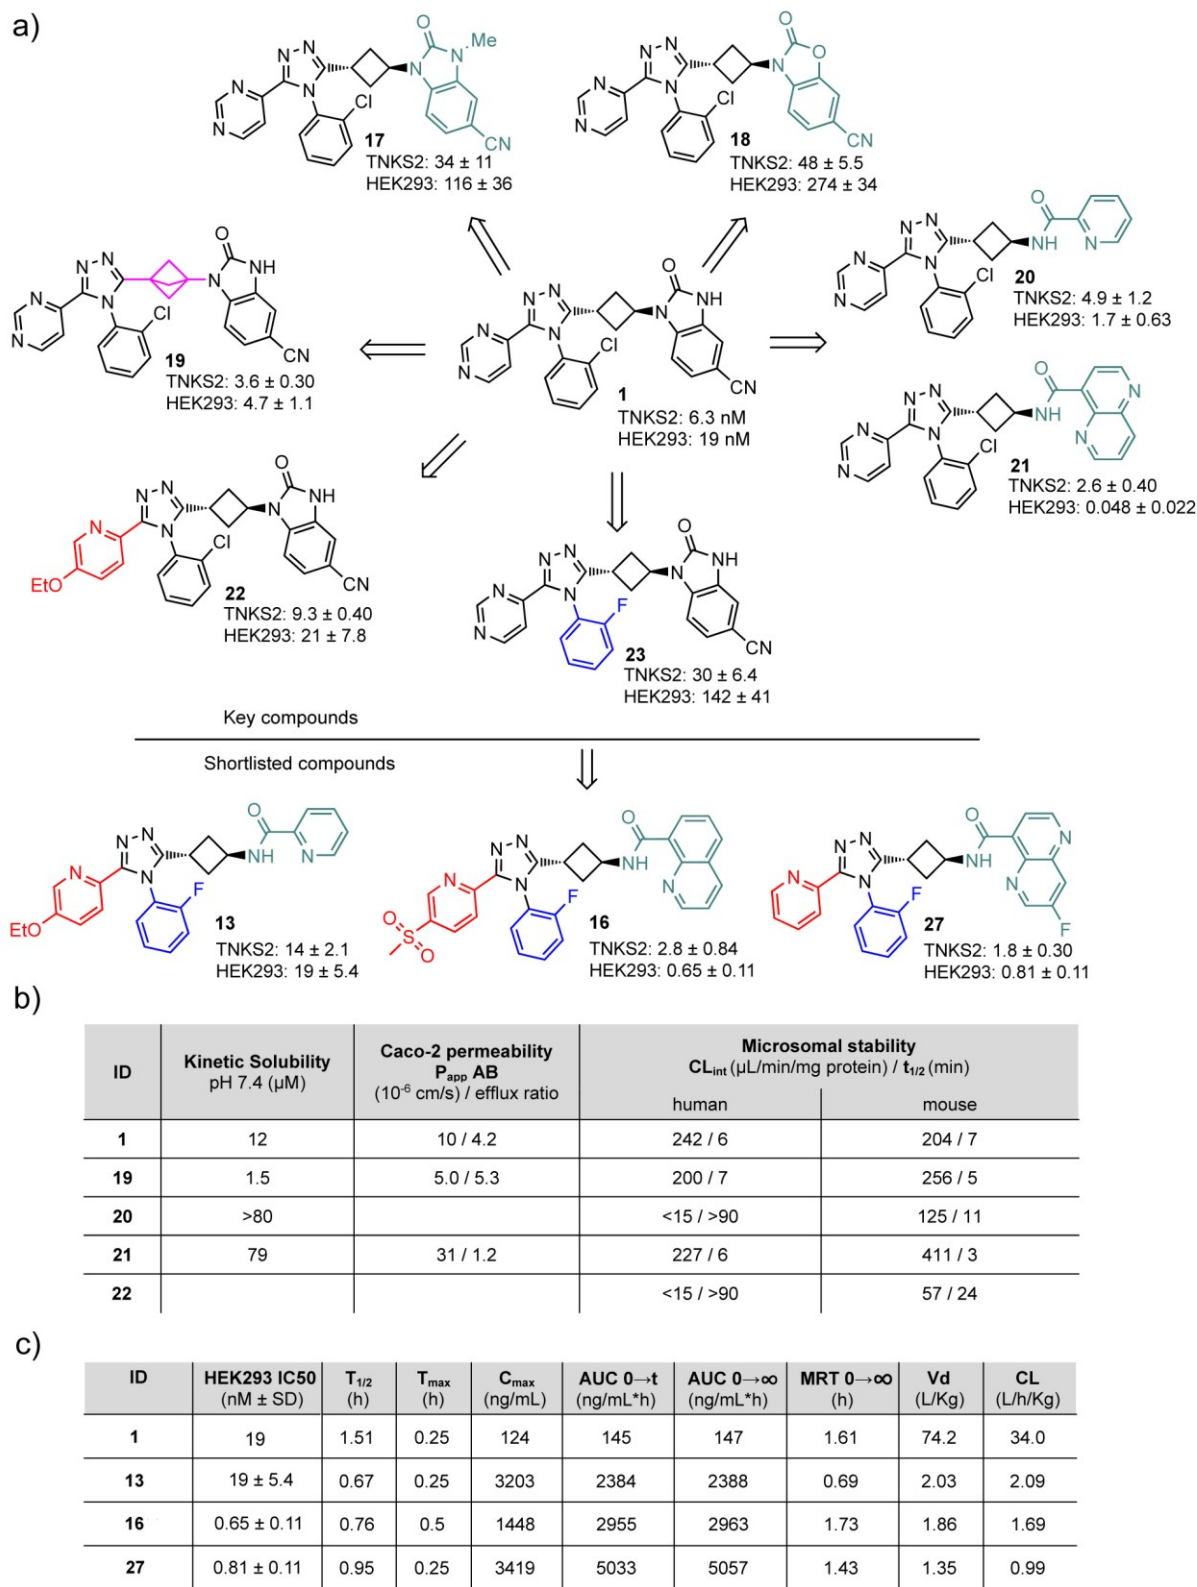 a)
17
TNKS2: 34 ± 11
HEK293: 116 ± 36
18
TNKS2: 48 ± 5.5
HEK293: 274 ± 34
19
TNKS2: 3.6 ± 0.30
HEK293: 4.7 ± 1.1
1
TNKS2: 6.3 nM
HEK293: 19 nM
20
TNKS2: 4.9 ± 1.2
HEK293: 1.7 ± 0.63
21
TNKS2: 2.6 ± 0.40
HEK293: 0.048 ± 0.022
22
TNKS2: 9.3 ± 0.40
HEK293: 21 ± 7.8
23
TNKS2: 30 ± 6.4
HEK293: 142 ± 41
Key compounds
Shortlisted compounds
13
TNKS2: 14 ± 2.1
HEK293: 19 ± 5.4
16
TNKS2: 2.8 ± 0.84
HEK293: 0.65 ± 0.11
27
TNKS2: 1.8 ± 0.30
HEK293: 0.81 ± 0.11
b)
ID | Kinetic Solubility pH 7.4 (µM) | Caco-2 permeability Papp AB (10-6 cm/s) / efflux ratio | Microsomal stability CLint (µL/min/mg protein) / t1/2 (min)
human | mouse
1 | 12 | 10 / 4.2 | 242 / 6 | 204 / 7
19 | 1.5 | 5.0 / 5.3 | 200 / 7 | 256 / 5
20 | >80 | | <15 / >90 | 125 / 11
21 | 79 | 31 / 1.2 | 227 / 6 | 411 / 3
22 | | | <15 / >90 | 57 / 24
c)
ID | HEK293 IC50 (nM ± SD) | T1/2 (h) | Tmax (h) | Cmax (ng/mL) | AUC 0→t (ng/mL*h) | AUC 0→∞ (ng/mL*h) | MRT 0→∞ (h) | Vd (L/Kg) | CL (L/h/Kg)
1 | 19 | 1.51 | 0.25 | 124 | 145 | 147 | 1.61 | 74.2 | 34.0
13 | 19 ± 5.4 | 0.67 | 0.25 | 3203 | 2384 | 2388 | 0.69 | 2.03 | 2.09
16 | 0.65 ± 0.11 | 0.76 | 0.5 | 1448 | 2955 | 2963 | 1.73 | 1.86 | 1.69
27 | 0.81 ± 0.11 | 0.95 | 0.25 | 3419 | 5033 | 5057 | 1.43 | 1.35 | 0.99